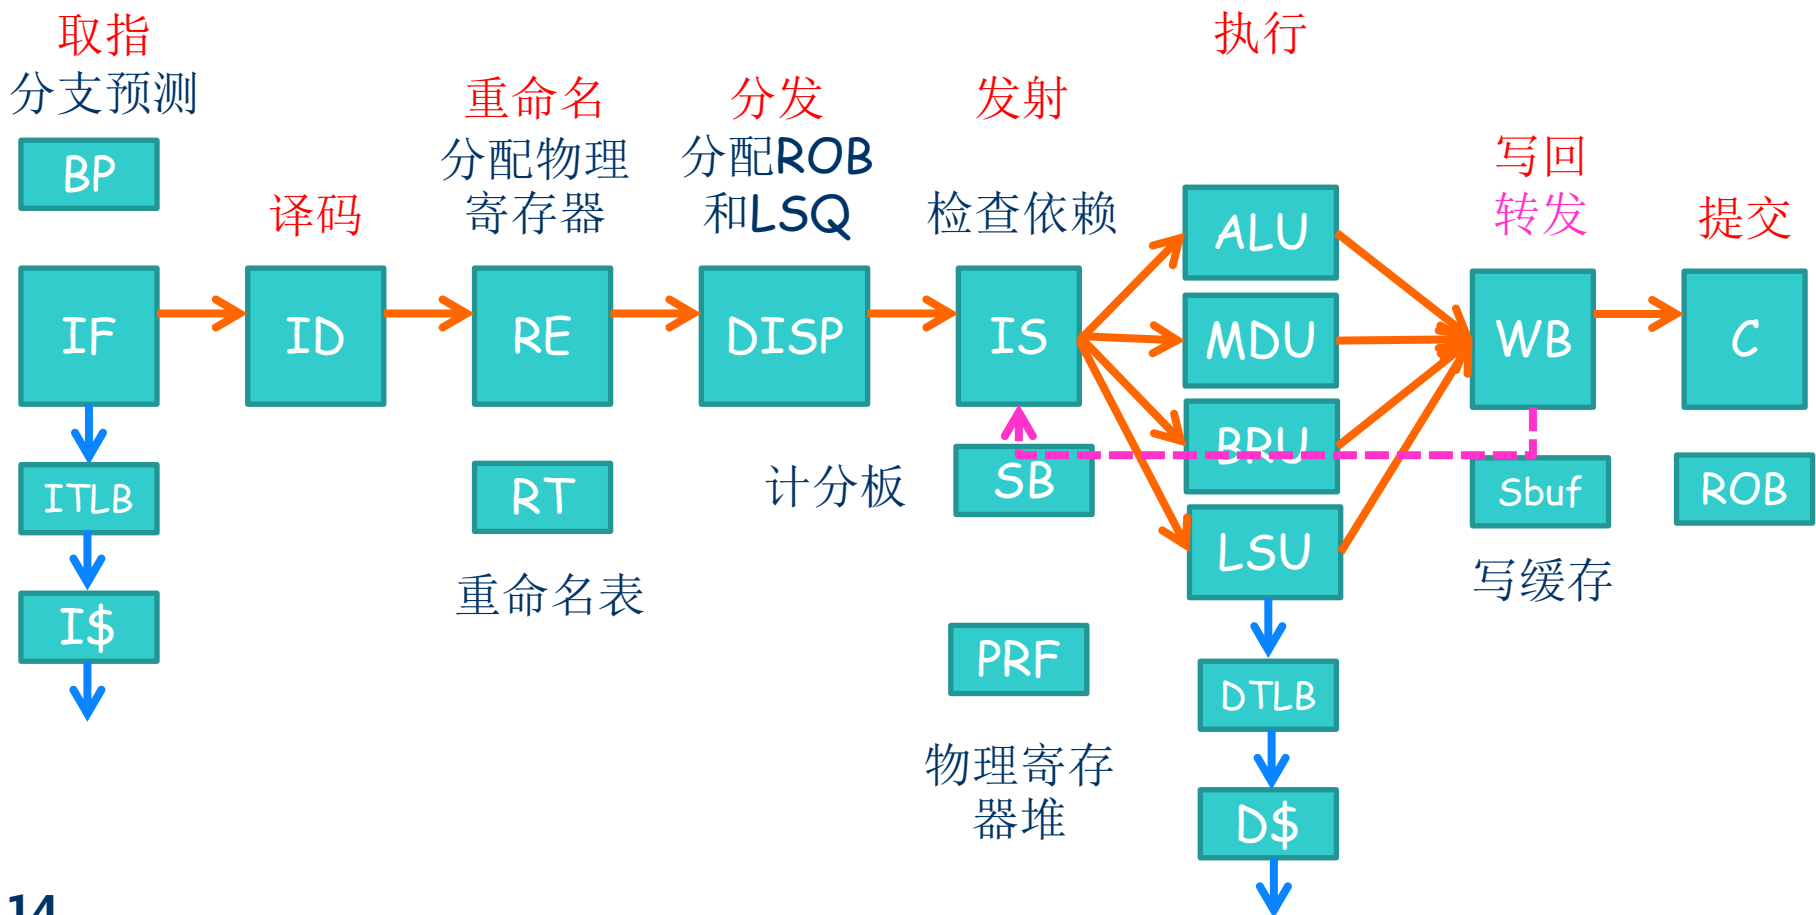 取指
分支预测
BP
IF
ITLB
I$
译码
ID
重命名
分配物理
寄存器
RE
RT
重命名表
分发
分配ROB
和LSQ
DISP
发射
检查依赖
IS
计分板
SB
PRF
物理寄存
器堆
执行
ALU
MDU
BRU
LSU
DTLB
D$
写回
转发
WB
Sbuf
写缓存
提交
C
ROB
14